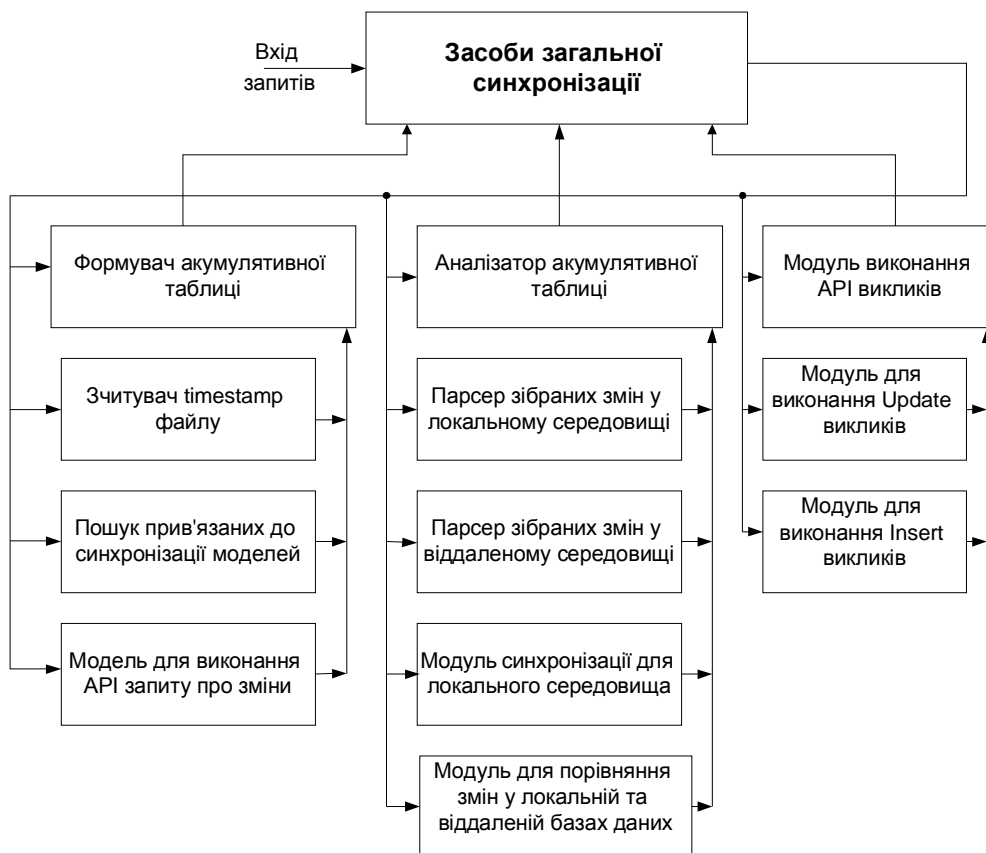 Вхід
запитів
Засоби загальної
синхронізації
Формувач акумулятивної
таблиці
Аналізатор акумулятивної
таблиці
Модуль виконання
API викликів
Зчитувач timestamp
файлу
Парсер зібраних змін у
локальному середовищі
Модуль для
виконання Update
викликів
Пошук прив'язаних до
синхронізації моделей
Парсер зібраних змін у
віддаленому середовищі
Модуль для
виконання Insert
викликів
Модель для виконання
API запиту про зміни
Модуль синхронізації для
локального середовища
Модуль для порівняння
змін у локальній та
віддаленій базах даних